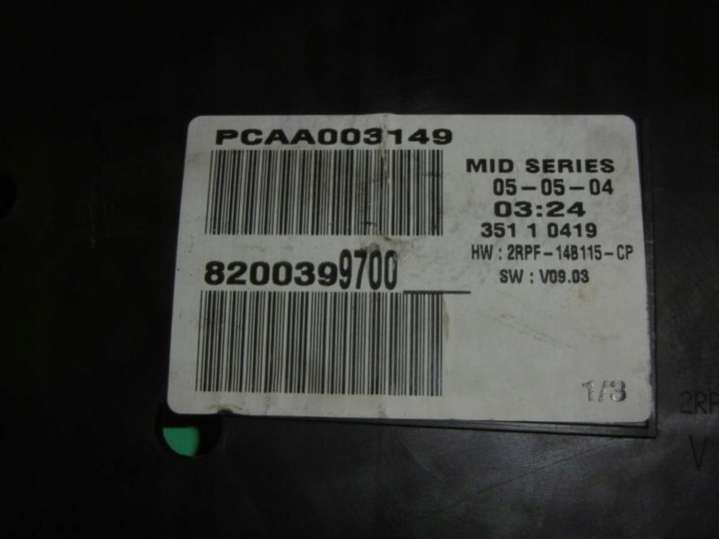 PCAA003149
MID SERIES
05-05-04
03:24
351 1 0419
HW : 2RPF-14B115-CP
SW : V09.03
8200399700
1/3
2RP
V